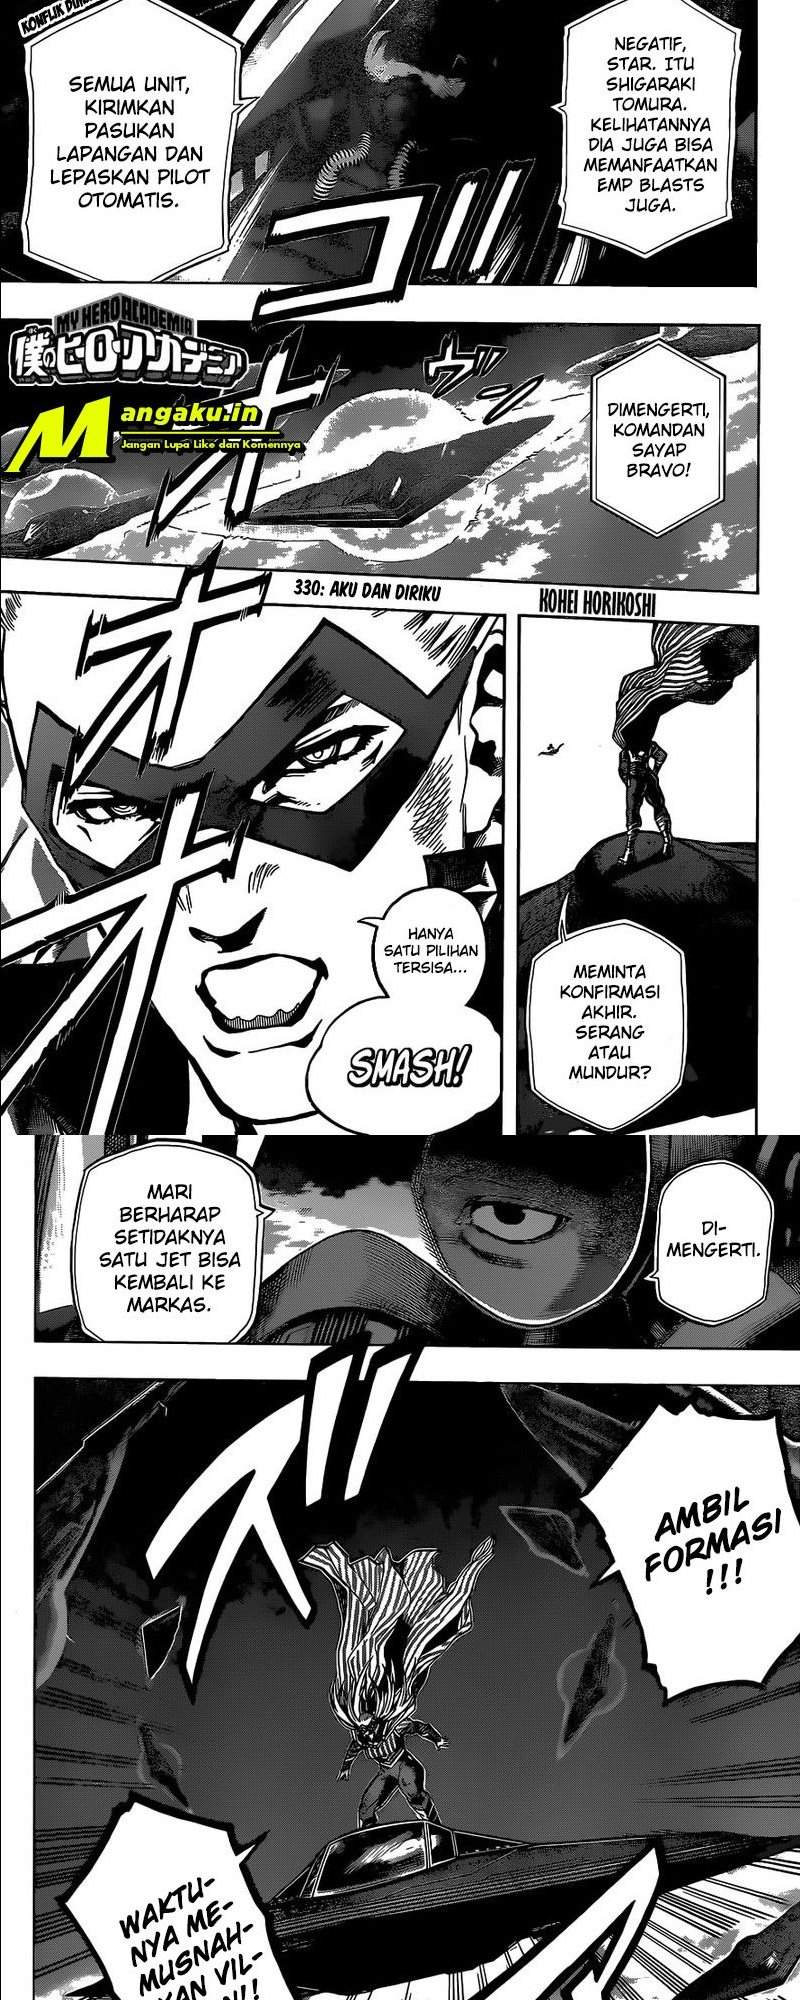 KONFLIK
NEGATIF,
STAR. ITU
SHIGARAKI
TOMURA.
KELIHATANNYA
DIA JUGA BISA
MEMANFAATKAN
EMP BLASTS
JUGA.
SEMUA UNIT,
KIRIMKAN
PASUKAN
LAPANGAN DAN
LEPASKAN PILOT
OTOMATIS.
ゴオオオ
MY HERO ACADEMIA
僕のヒーローアカデミア
Mangaku.in
Jangan Lupa Like dan Komennya
DIMENGERTI,
KOMANDAN
SAYAP
BRAVO!
330: AKU DAN DIRIKU
KOHEI HORIKOSHI
MEMINTA
KONFIRMASI
AKHIR.
SERANG
ATAU
MUNDUR?
HANYA
SATU PILIHAN
TERSISA...
SMASH!
DI-
MENGERTI.
MARI
BERHARAP
SETIDAKNYA
SATU JET BISA
KEMBALI KE
MARKAS.
AMBIL
FORMASI
!!!
WAKTU-
NYA ME-
MUSNAH-
KAN VIL-